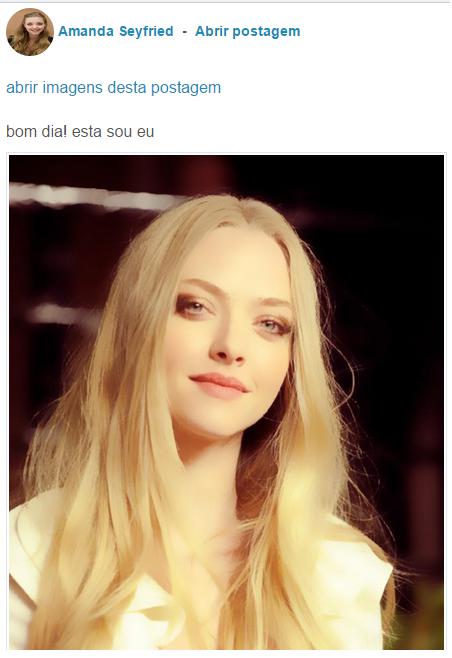 Amanda Seyfried - Abrir postagem
abrir imagens desta postagem
bom dia! esta sou eu